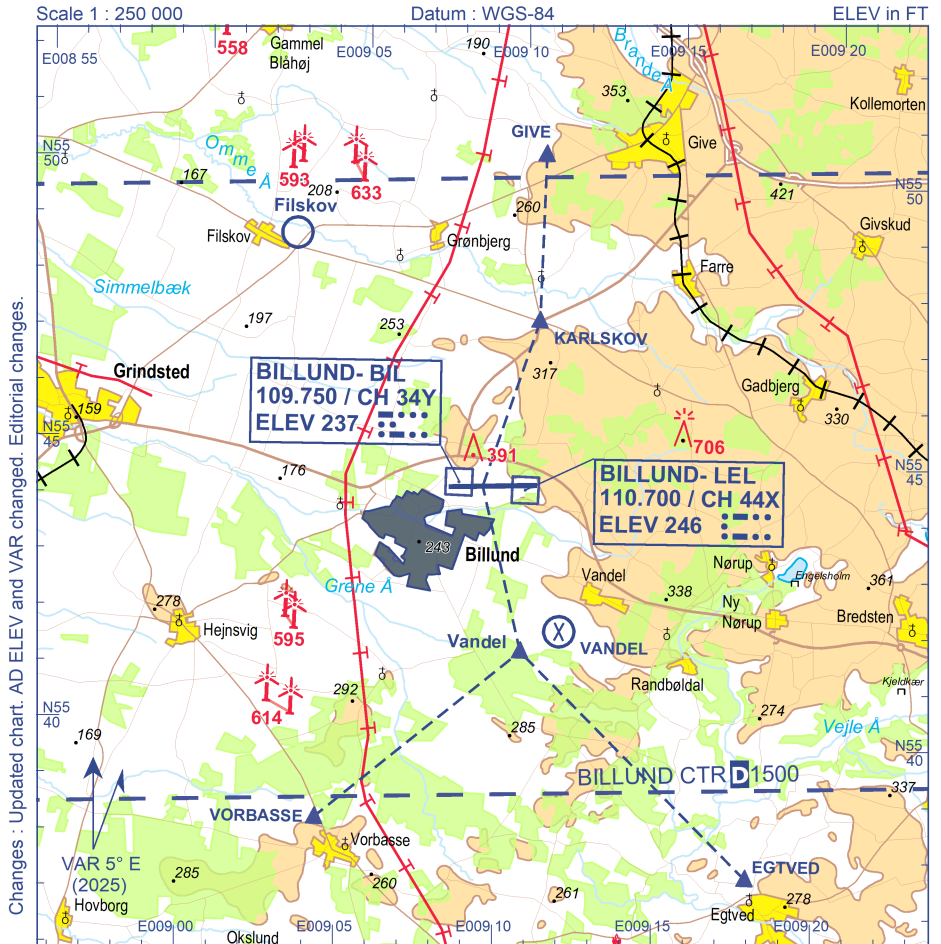 Scale 1 : 250 000
Datum : WGS-84
ELEV in FT
558
Gammel
Blåhøj
E008 55
E009 05
190
E009 10
E009 15
E009 20
Brande Å
353
Kollemorten
GIVE
Give
Omme Å
N55
50
593
633
167
208
421
N55
50
Filskov
Filskov
260
Grønbjerg
Givskud
Farre
Simmelbæk
197
253
KARLSKOV
317
Grindsted
BILLUND- BIL
109.750 / CH 34Y
ELEV 237
Gadbjerg
330
159
N55
45
706
391
176
BILLUND- LEL
110.700 / CH 44X
ELEV 246
N55
45
243
Billund
Nørup
Engelsholm
Vandel
Grene Å
338
361
278
Ny
Nørup
Bredsten
Hejnsvig
595
Vandel
VANDEL
Randbøldal
Kjeldkær
292
614
274
N55
40
285
Vejle Å
169
N55
40
BILLUND CTR D 1500
337
VORBASSE
Vorbasse
VAR 5° E
(2025)
285
260
EGTVED
261
278
Hovborg
Egtved
E009 00
E009 05
E009 10
E009 15
E009 20
Okslund
Changes : Updated chart. AD ELEV and VAR changed. Editorial changes.